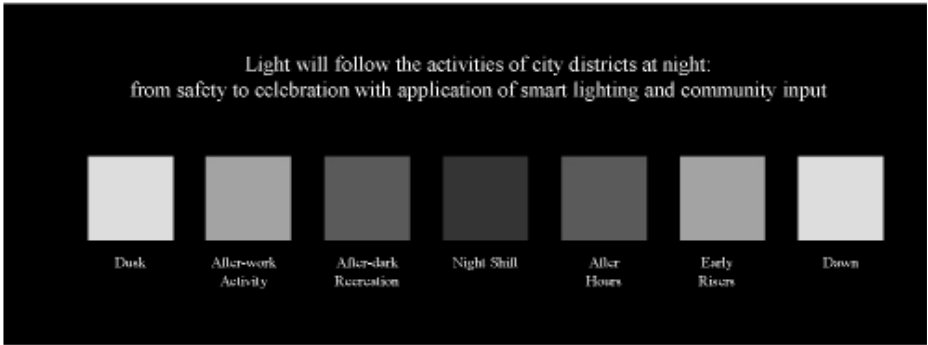 Light will follow the activities of city districts at night:
from safety to celebration with application of smart lighting and community input
Dusk
After-work
Activity
After-dark
Recreation
Night Shift
After
Hours
Early
Risers
Dawn